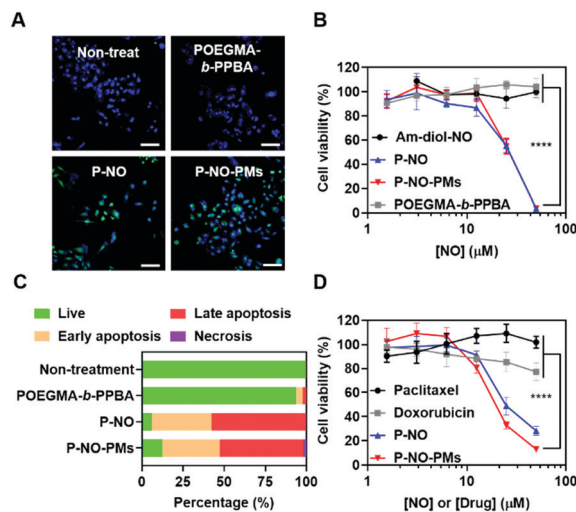 A
Non-treat
POEGMA-
b-PPBA
P-NO
P-NO-PMs
B
Cell viability (%)
120
100
80
60
40
20
0
Am-diol-NO
P-NO
P-NO-PMs
POEGMA-b-PPBA
****
1
10
100
[NO] (μM)
C
Live
Late apoptosis
Early apoptosis
Necrosis
Non-treatment
POEGMA-b-PPBA
P-NO
P-NO-PMs
0
25
50
75
100
Percentage (%)
D
Cell viability (%)
120
100
80
60
40
20
0
Paclitaxel
Doxorubicin
P-NO
P-NO-PMs
****
1
10
100
[NO] or [Drug] (μM)